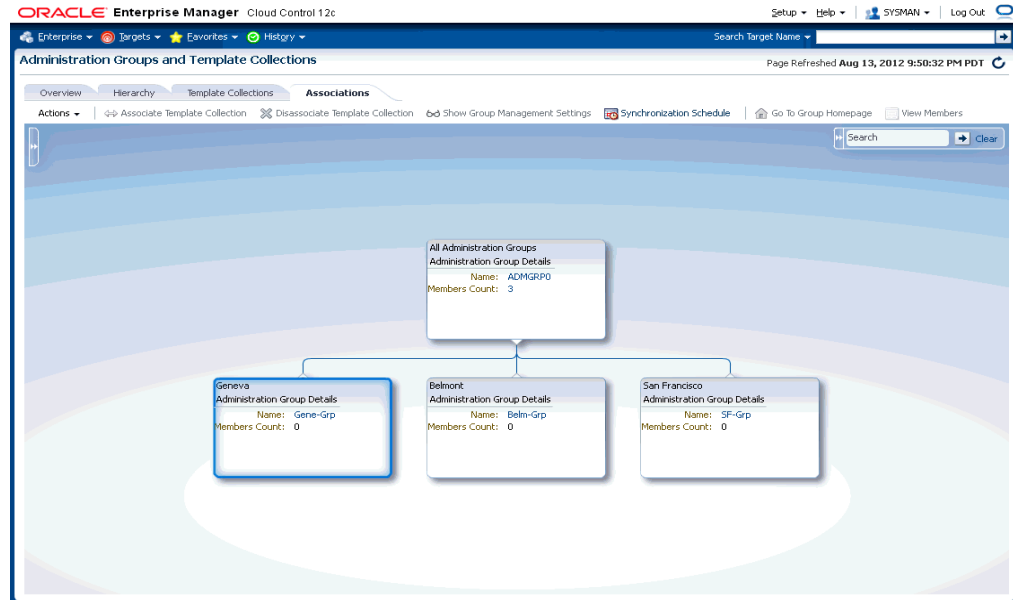 ORACLE Enterprise Manager Cloud Control 12c
Setup Help SYSMAN Log Out
Enterprise Targets Favorites History Search Target Name
Administration Groups and Template Collections
Page Refreshed Aug 13, 2012 9:50:32 PM PDT
Overview Hierarchy Template Collections Associations
Actions Associate Template Collection Disassociate Template Collection Show Group Management Settings Synchronization Schedule Go To Group Homepage View Members
Search Clear
All Administration Groups
Administration Group Details
Name: ADMGRP0
Members Count: 3
Geneva
Administration Group Details
Name: Gene-Grp
Members Count: 0
Belmont
Administration Group Details
Name: Belm-Grp
Members Count: 0
San Francisco
Administration Group Details
Name: SF-Grp
Members Count: 0